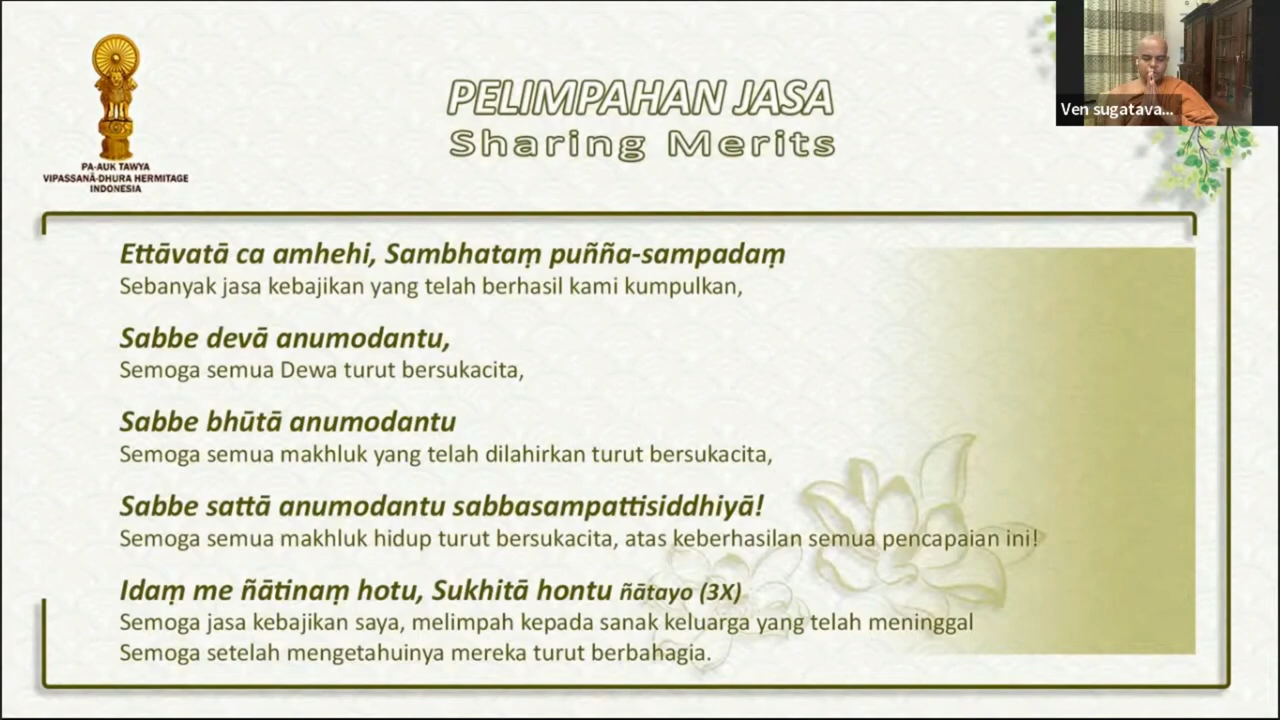 PELIMPAHAN JASA
Sharing Merits
PA-AUK TAWYA
VIPASSANĀ-DHURA HERMITAGE
INDONESIA
Ven sugatava...
Ettāvatā ca amhehi, Sambhataṃ puñña-sampadaṃ
Sebanyak jasa kebajikan yang telah berhasil kami kumpulkan,
Sabbe devā anumodantu,
Semoga semua Dewa turut bersukacita,
Sabbe bhūtā anumodantu
Semoga semua makhluk yang telah dilahirkan turut bersukacita,
Sabbe sattā anumodantu sabbasampattisiddhiyā!
Semoga semua makhluk hidup turut bersukacita, atas keberhasilan semua pencapaian ini!
Idaṃ me ñātinaṃ hotu, Sukhitā hontu ñātayo (3X)
Semoga jasa kebajikan saya, melimpah kepada sanak keluarga yang telah meninggal
Semoga setelah mengetahuinya mereka turut berbahagia.